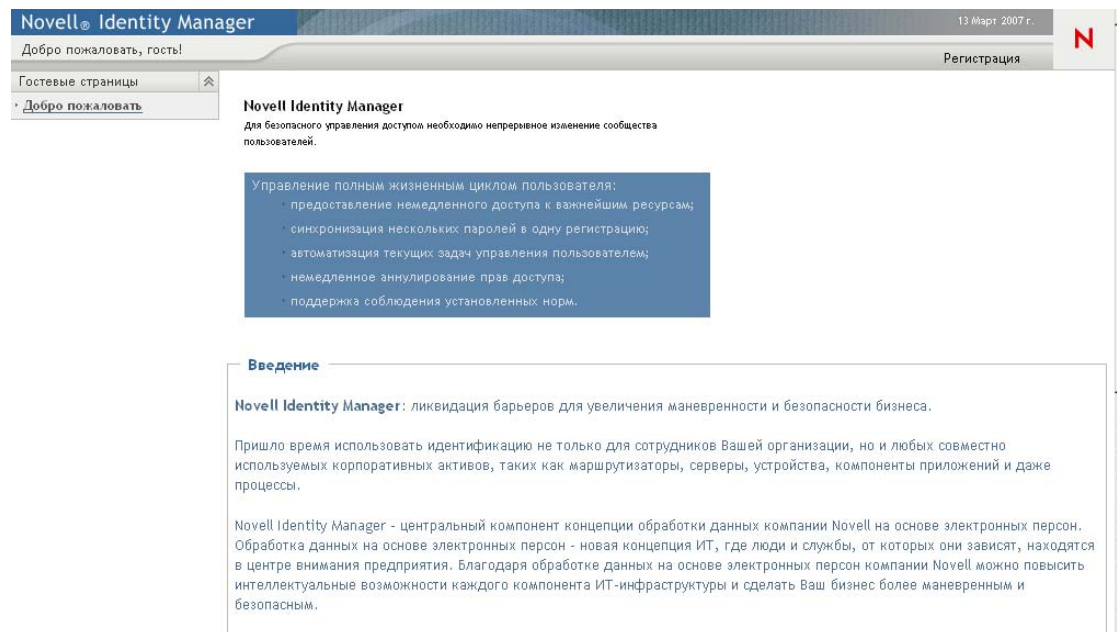 Novell® Identity Manager
13 Март 2007 г.
N
Добро пожаловать, гость!
Регистрация
Гостевые страницы
Добро пожаловать
Novell Identity Manager
Для безопасного управления доступом необходимо непрерывное изменение сообщества
пользователей.
Управление полным жизненным циклом пользователя:
· предоставление немедленного доступа к важнейшим ресурсам;
· синхронизация нескольких паролей в одну регистрацию;
· автоматизация текущих задач управления пользователем;
· немедленное аннулирование прав доступа;
· поддержка соблюдения установленных норм.
Введение
Novell Identity Manager: ликвидация барьеров для увеличения маневренности и безопасности бизнеса.
Пришло время использовать идентификацию не только для сотрудников Вашей организации, но и любых совместно
используемых корпоративных активов, таких как маршрутизаторы, серверы, устройства, компоненты приложений и даже
процессы.
Novell Identity Manager - центральный компонент концепции обработки данных компании Novell на основе электронных персон.
Обработка данных на основе электронных персон - новая концепция ИТ, где люди и службы, от которых они зависят, находятся
в центре внимания предприятия. Благодаря обработке данных на основе электронных персон компании Novell можно повысить
интеллектуальные возможности каждого компонента ИТ-инфраструктуры и сделать Ваш бизнес более маневренным и
безопасным.